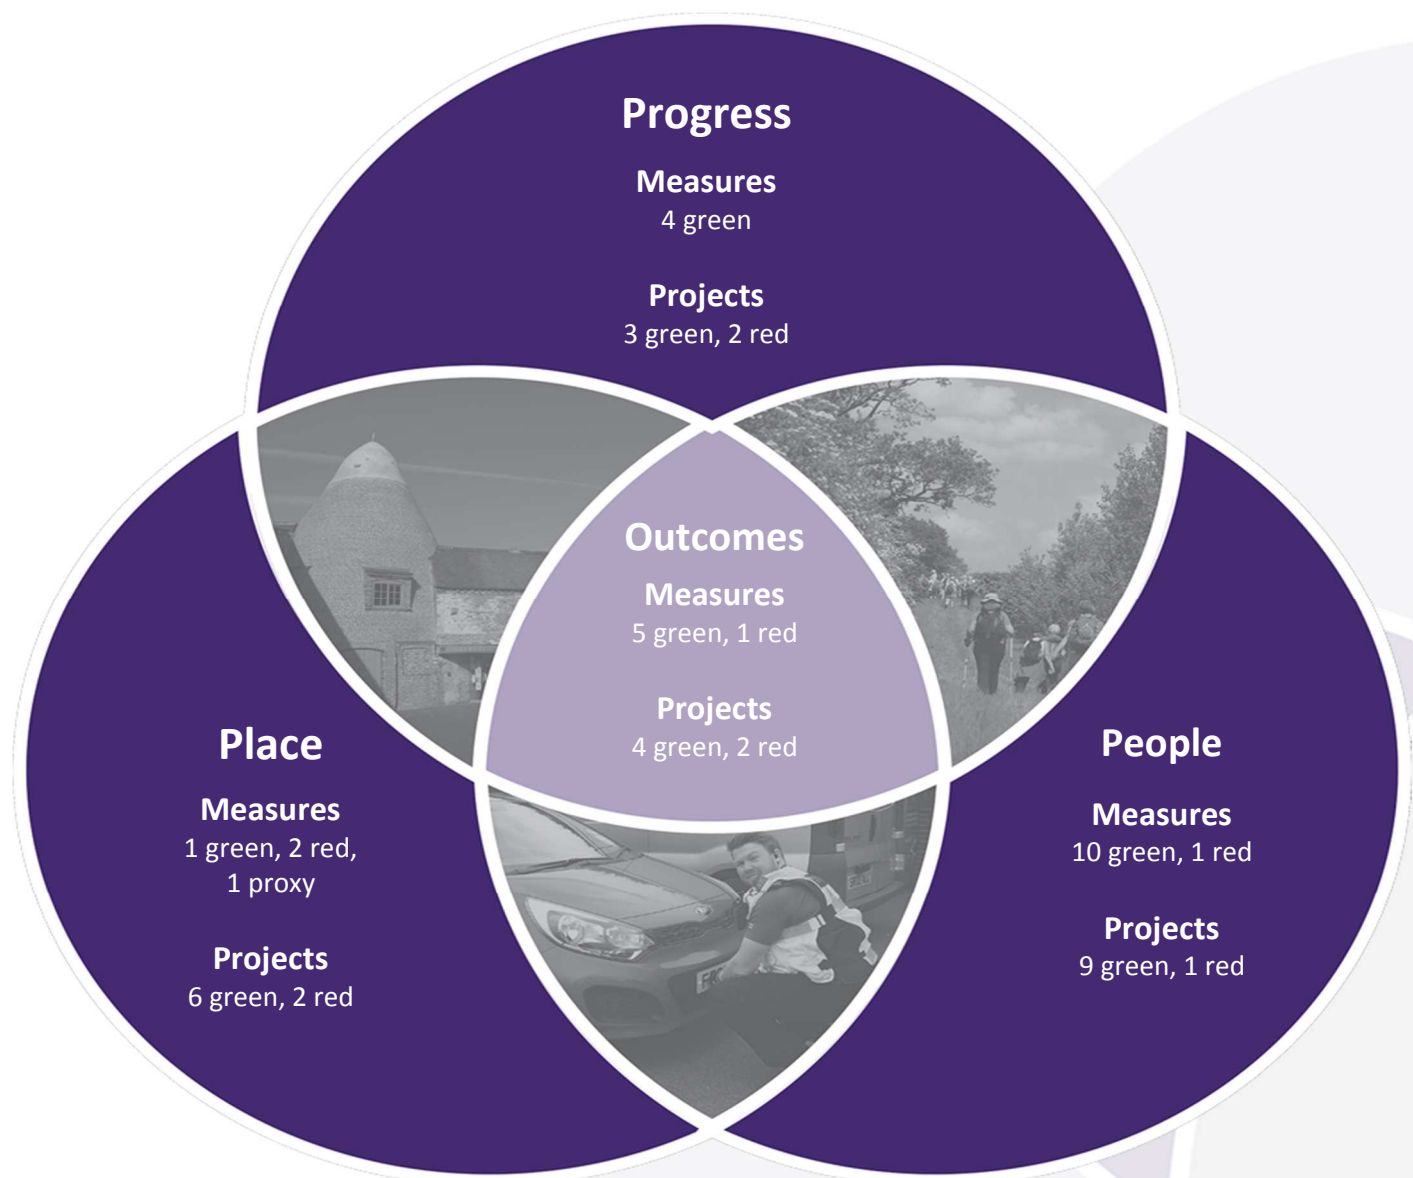 Progress
Measures
4 green
Projects
3 green, 2 red
Outcomes
Measures
5 green, 1 red
Projects
4 green, 2 red
Place
Measures
1 green, 2 red,
1 proxy
Projects
6 green, 2 red
People
Measures
10 green, 1 red
Projects
9 green, 1 red